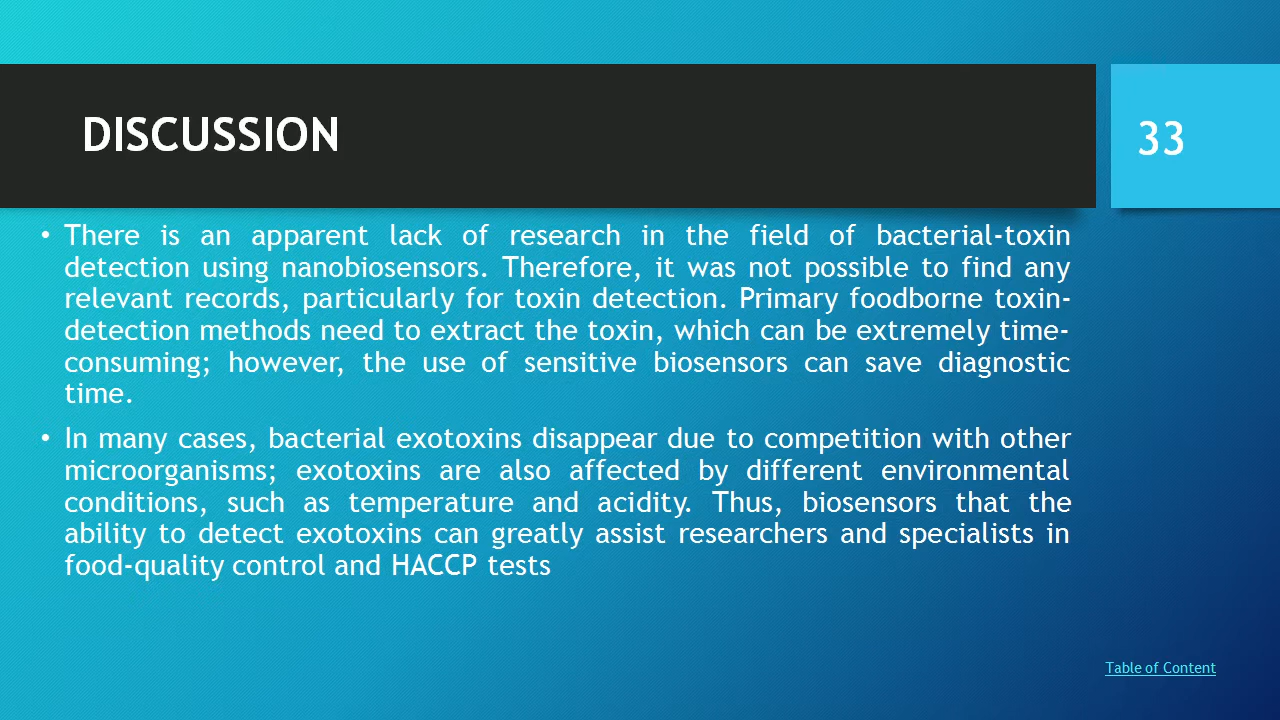 DISCUSSION
33
• There is an apparent lack of research in the field of bacterial-toxin
detection using nanobiosensors. Therefore, it was not possible to find any
relevant records, particularly for toxin detection. Primary foodborne toxin-
detection methods need to extract the toxin, which can be extremely time-
consuming; however, the use of sensitive biosensors can save diagnostic
time.
• In many cases, bacterial exotoxins disappear due to competition with other
microorganisms; exotoxins are also affected by different environmental
conditions, such as temperature and acidity. Thus, biosensors that the
ability to detect exotoxins can greatly assist researchers and specialists in
food-quality control and HACCP tests
Table of Content